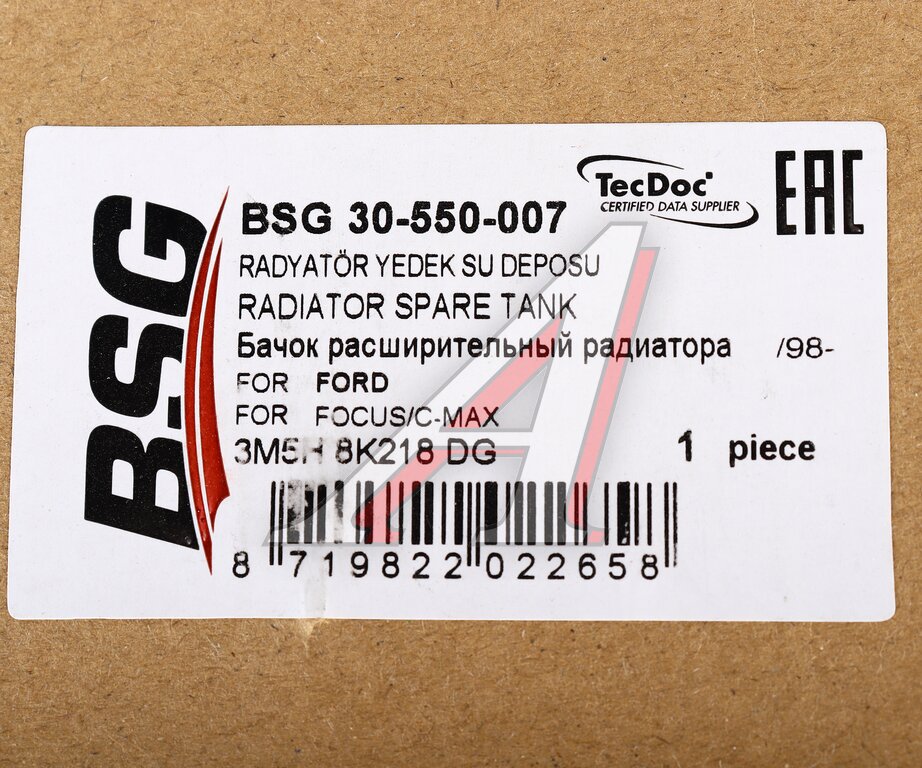 BSG
BSG 30-550-007
TecDoc
CERTIFIED DATA SUPPLIER
EAC
RADYATÖR YEDEK SU DEPOSU
RADIATOR SPARE TANK
Бачок расширительный радиатора /98-
FOR FORD
FOR FOCUS/C-MAX
3M5H 8K218 DG 1 piece
8 719822 022658